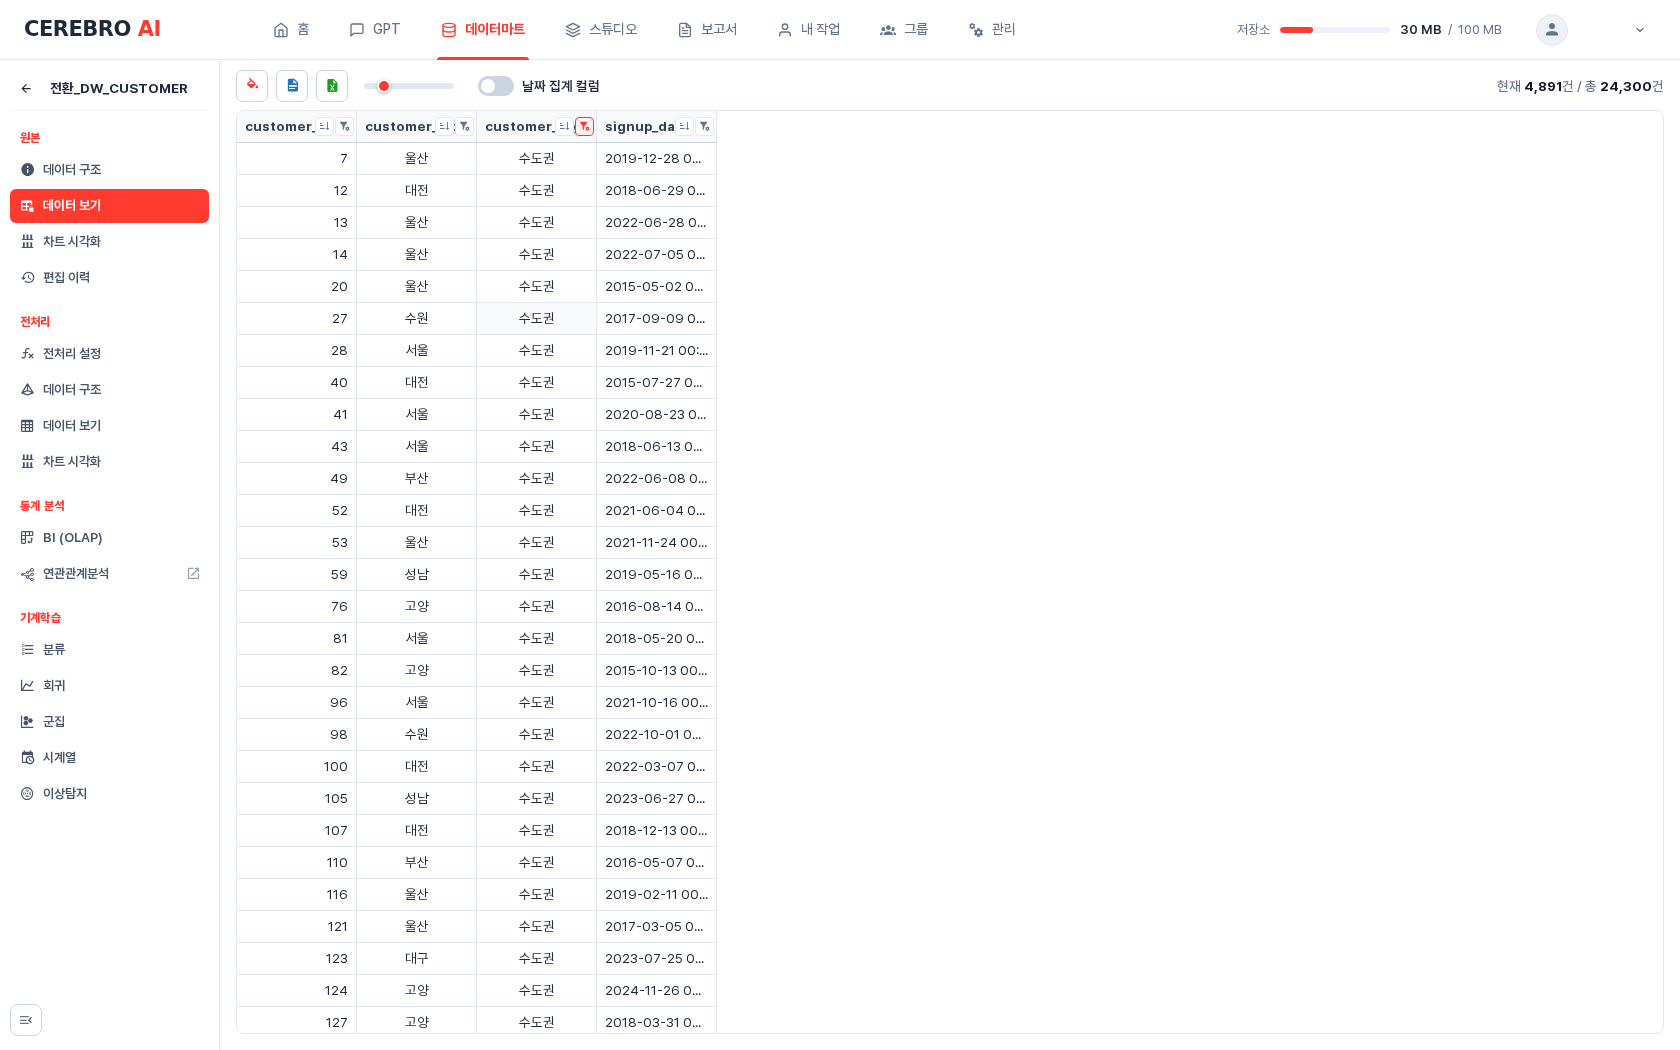 CEREBRO AI
홈
GPT
데이터마트
스튜디오
보고서
내 작업
그룹
관리
저장소
30 MB / 100 MB
전환_DW_CUSTOMER
원본
데이터 구조
데이터 보기
차트 시각화
편집 이력
전처리
전처리 설정
데이터 구조
데이터 보기
차트 시각화
통계 분석
BI (OLAP)
연관관계분석
기계학습
분류
회귀
군집
시계열
이상탐지
날짜 집계 컬럼
현재 4,891건 / 총 24,300건
customer_ customer_ customer_ signup_da
7 울산 수도권 2019-12-28 0...
12 대전 수도권 2018-06-29 0...
13 울산 수도권 2022-06-28 0...
14 울산 수도권 2022-07-05 0...
20 울산 수도권 2015-05-02 0...
27 수원 수도권 2017-09-09 0...
28 서울 수도권 2019-11-21 00:...
40 대전 수도권 2015-07-27 0...
41 서울 수도권 2020-08-23 0...
43 서울 수도권 2018-06-13 0...
49 부산 수도권 2022-06-08 0...
52 대전 수도권 2021-06-04 0...
53 울산 수도권 2021-11-24 00...
59 성남 수도권 2019-05-16 0...
76 고양 수도권 2016-08-14 0...
81 서울 수도권 2018-05-20 0...
82 고양 수도권 2015-10-13 00...
96 서울 수도권 2021-10-16 00...
98 수원 수도권 2022-10-01 0...
100 대전 수도권 2022-03-07 0...
105 성남 수도권 2023-06-27 0...
107 대전 수도권 2018-12-13 00...
110 부산 수도권 2016-05-07 0...
116 울산 수도권 2019-02-11 00...
121 울산 수도권 2017-03-05 0...
123 대구 수도권 2023-07-25 0...
124 고양 수도권 2024-11-26 0...
127 고양 수도권 2018-03-31 0...